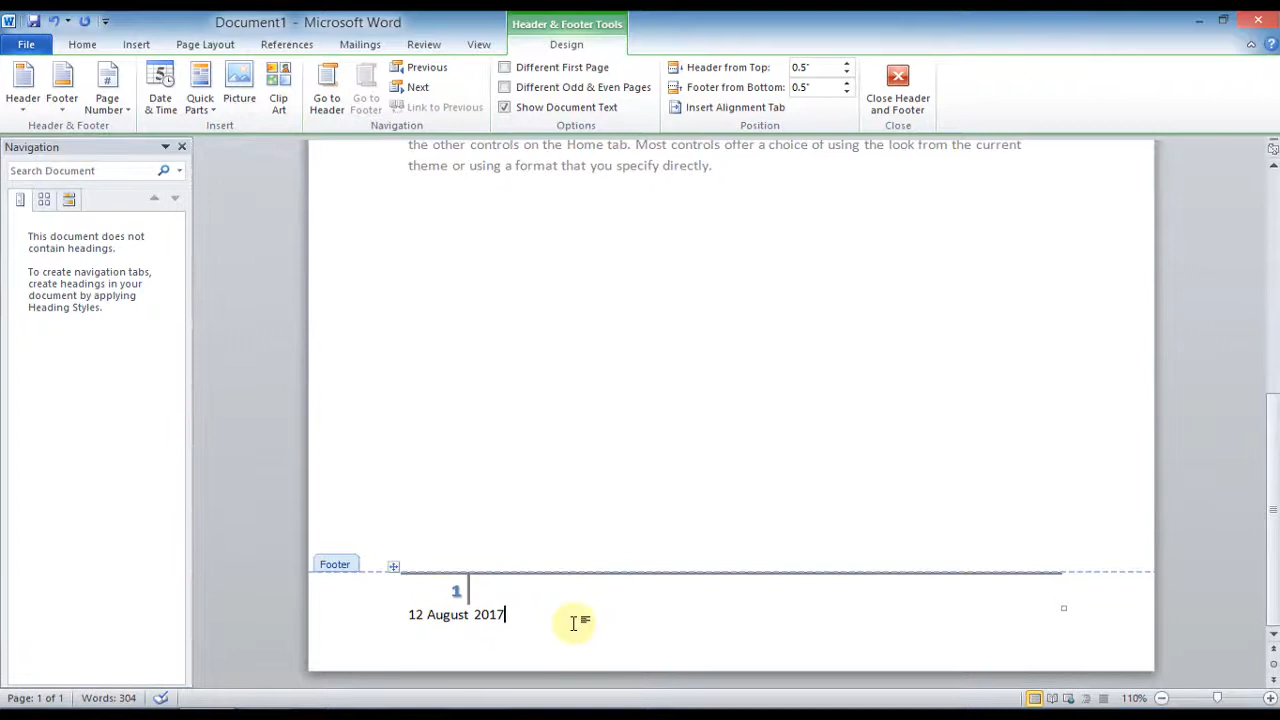 Document1 - Microsoft Word
Header & Footer Tools
File
Home
Insert
Page Layout
References
Mailings
Review
View
Design
Header
Footer
Page
Number
Header & Footer
Date
& Time
Quick
Parts
Picture
Clip
Art
Insert
Go to
Header
Go to
Footer
Previous
Next
Link to Previous
Navigation
Different First Page
Different Odd & Even Pages
Show Document Text
Options
Header from Top: 0.5"
Footer from Bottom: 0.5"
Insert Alignment Tab
Position
Close Header
and Footer
Close
Navigation
Search Document
This document does not
contain headings.
To create navigation tabs,
create headings in your
document by applying
Heading Styles.
the other controls on the Home tab. Most controls offer a choice of using the look from the current
theme or using a format that you specify directly.
Footer
1
12 August 2017
Page: 1 of 1
Words: 304
110%